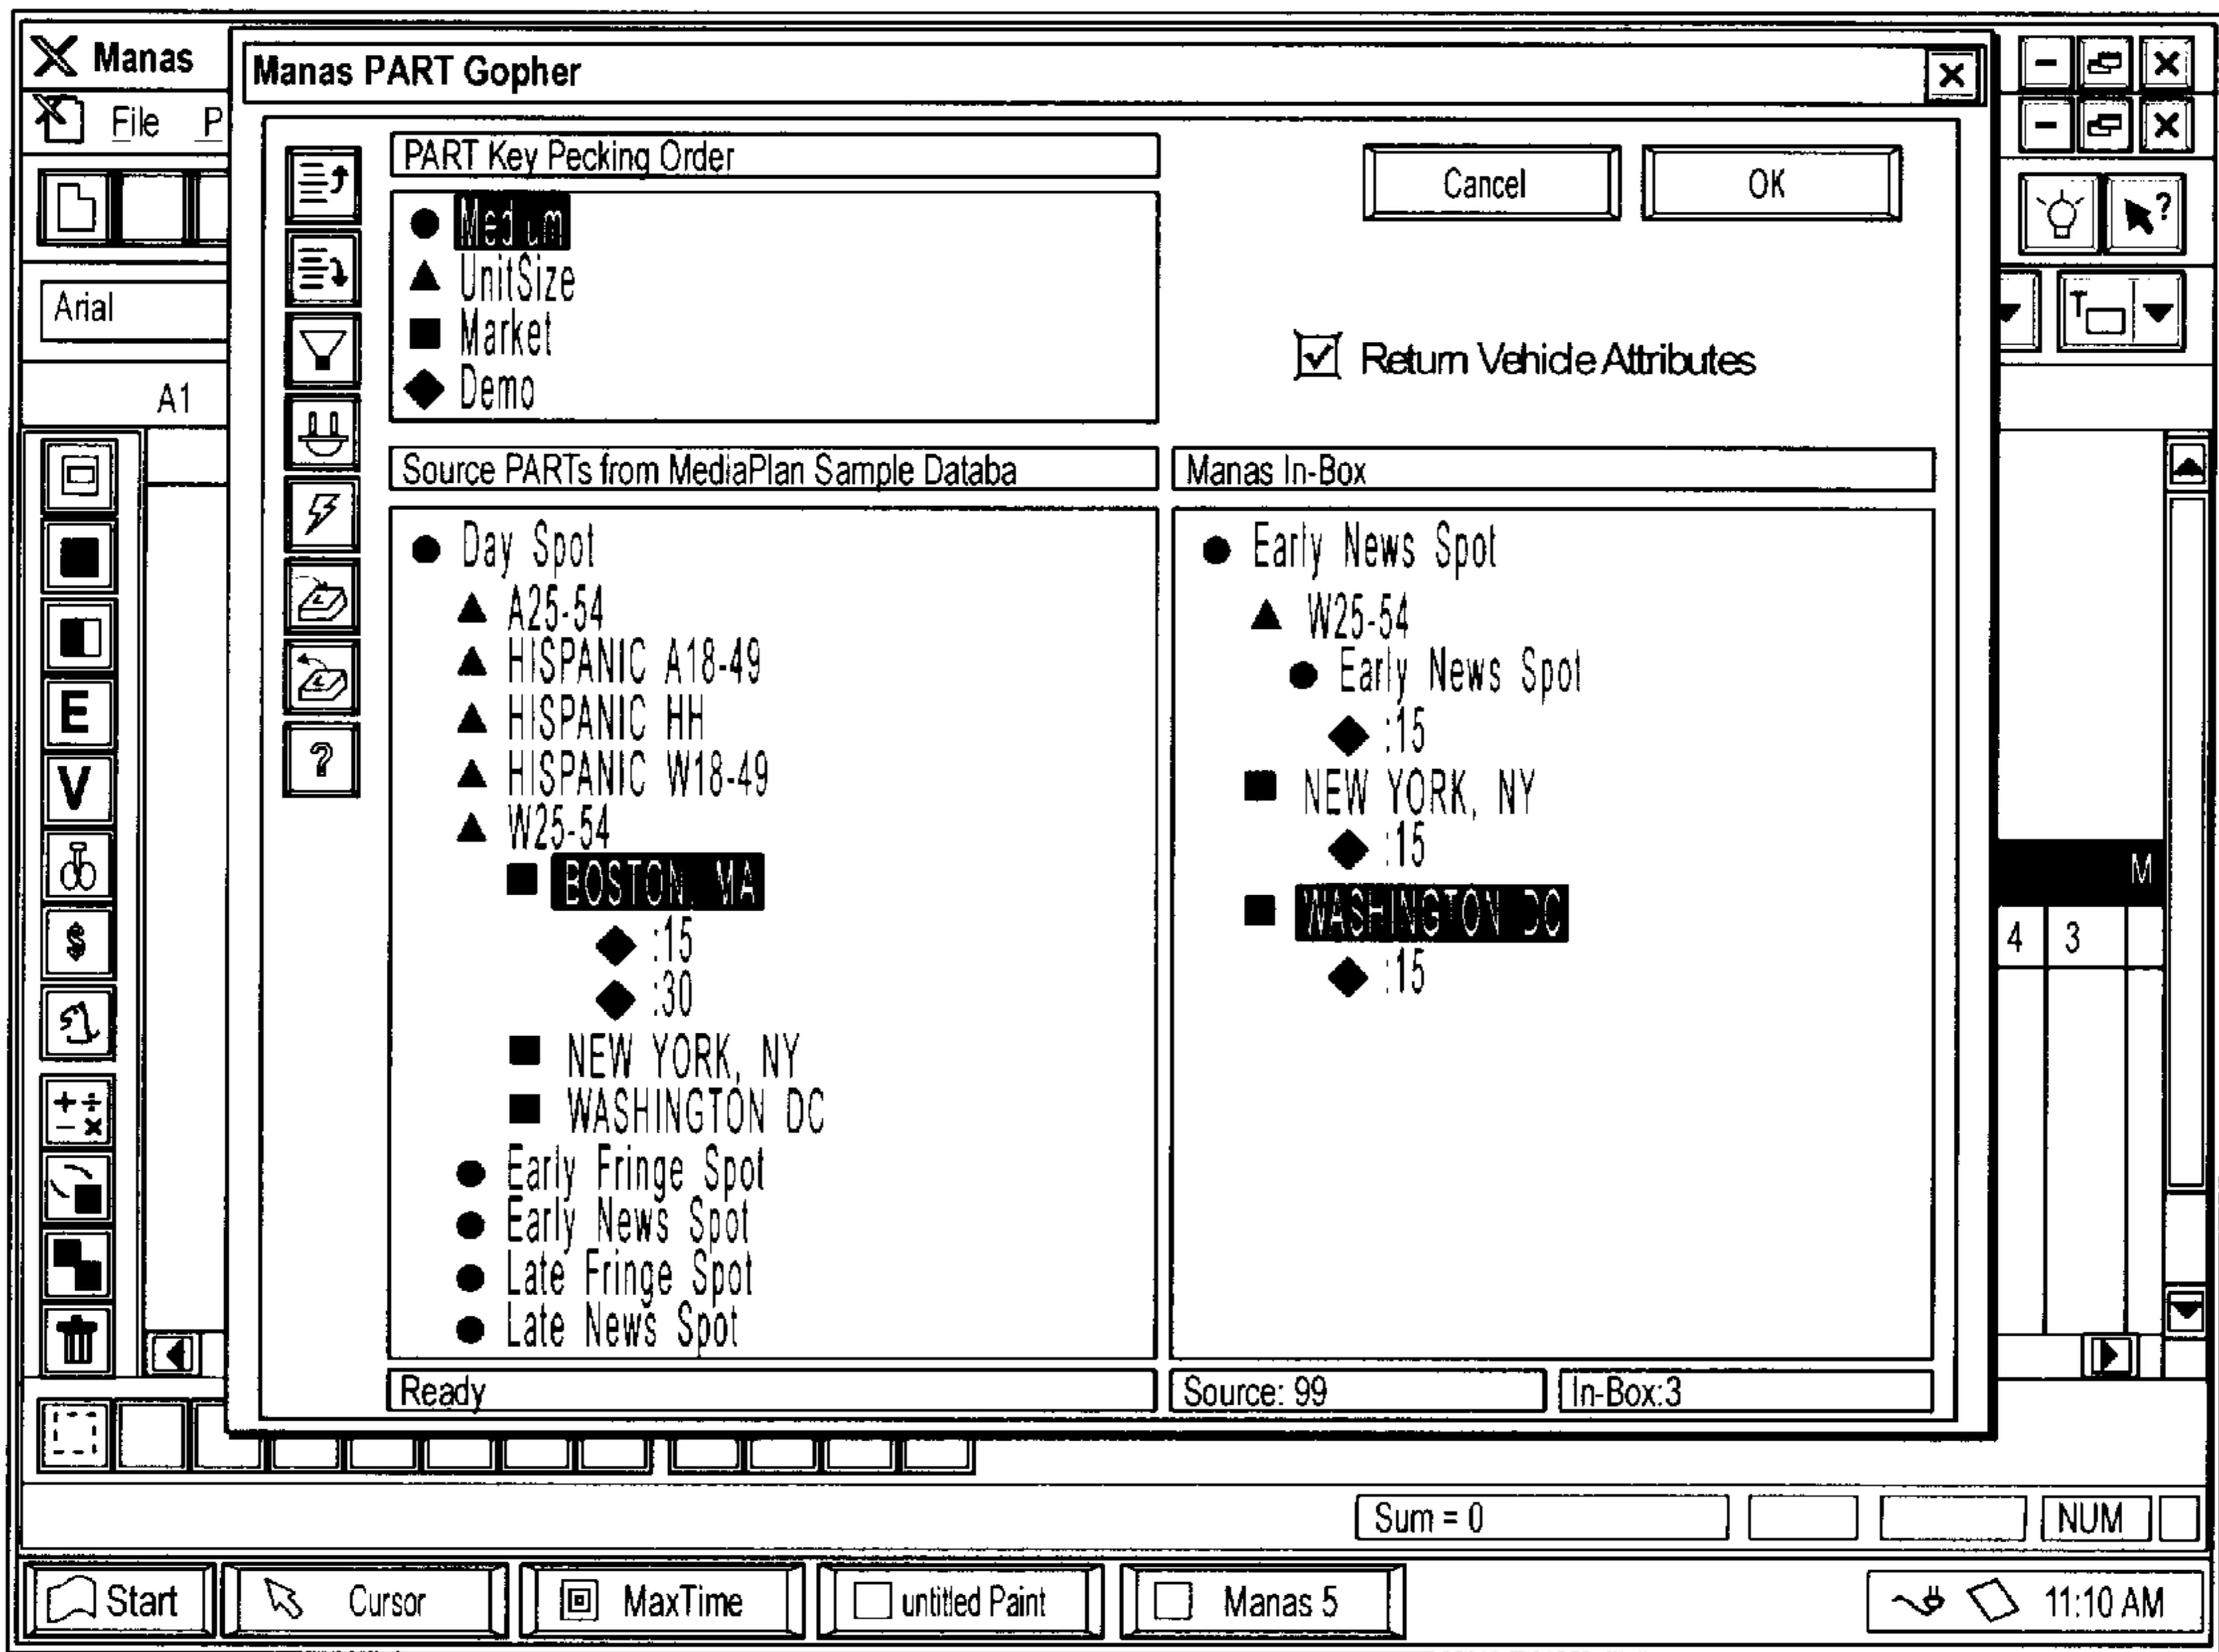 Manas
Manas PART Gopher
File P
PART Key Pecking Order
Cancel
OK
Medium
UnitSize
Market
Demo
Return Vehicle Attributes
Arial
A1
Source PARTs from MediaPlan Sample Databa
Manas In-Box
Day Spot
A25-54
HISPANIC A18-49
HISPANIC HH
HISPANIC W18-49
W25-54
BOSTON, MA
:15
:30
NEW YORK, NY
WASHINGTON DC
Early Fringe Spot
Early News Spot
Late Fringe Spot
Late News Spot
Early News Spot
W25-54
Early News Spot
:15
NEW YORK, NY
:15
WASHINGTON DC
:15
E
V
$
?
?
T
M
4 3
Ready
Source: 99
In-Box:3
Sum = 0
NUM
Start
Cursor
MaxTime
untitled Paint
Manas 5
11:10 AM